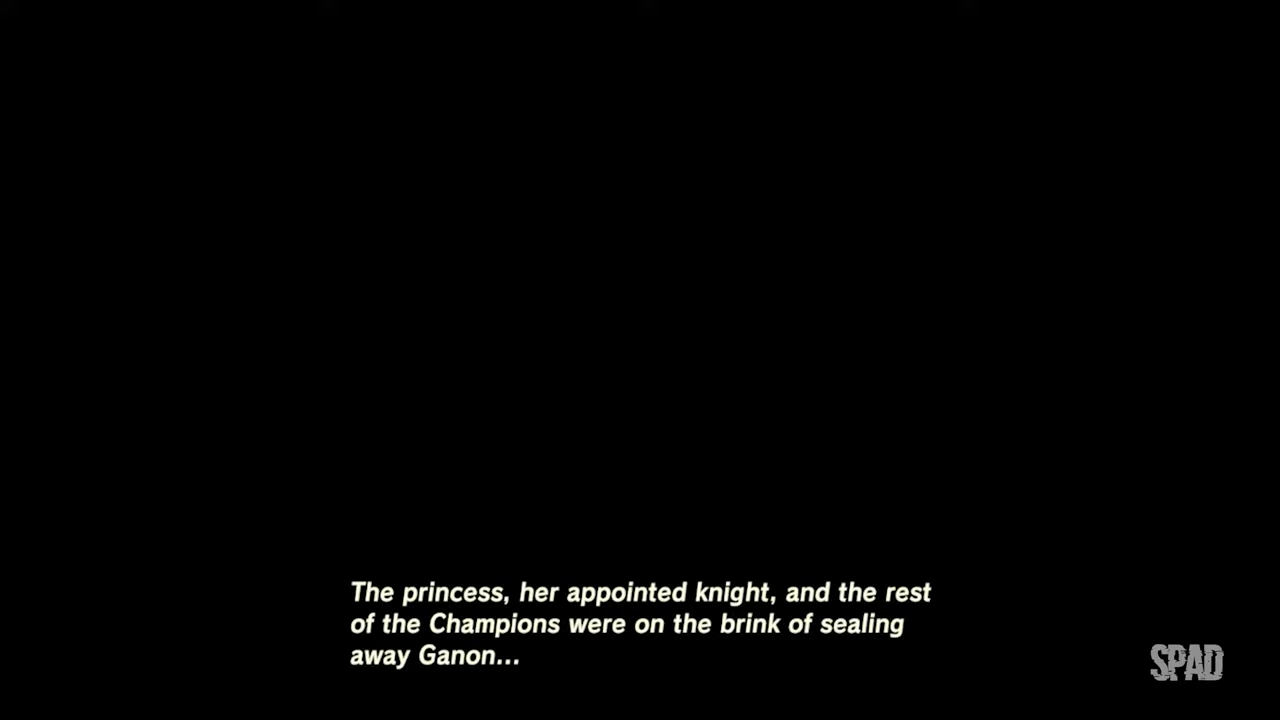 The princess, her appointed knight, and the rest
of the Champions were on the brink of sealing
away Ganon...
SPAD